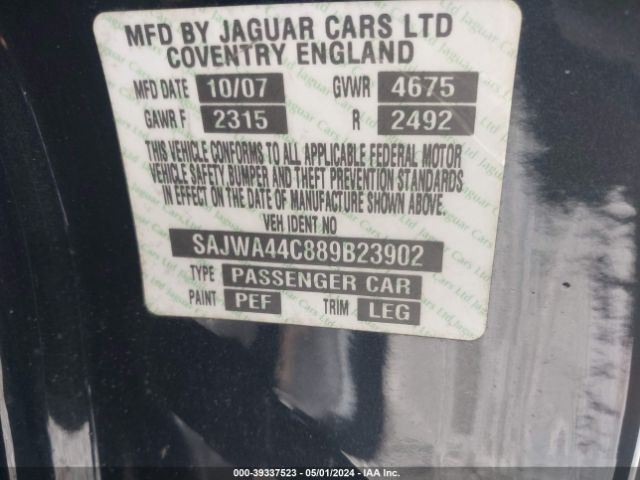 MFD BY JAGUAR CARS LTD
COVENTRY ENGLAND
MFD DATE 10/07 GVWR 4675
GAWR F 2315 R 2492
THIS VEHICLE CONFORMS TO ALL APPLICABLE FEDERAL MOTOR
VEHICLE SAFETY BUMPER AND THEFT PREVENTION STANDARDS
IN EFFECT ON THE DATE OF MANUFACTURE SHOWN ABOVE.
VEH IDENT NO
SAJWA44C889B23902
TYPE PASSENGER CAR
PAINT PEF TRIM LEG
000-39337523 - 05/01/2024 - IAA Inc.